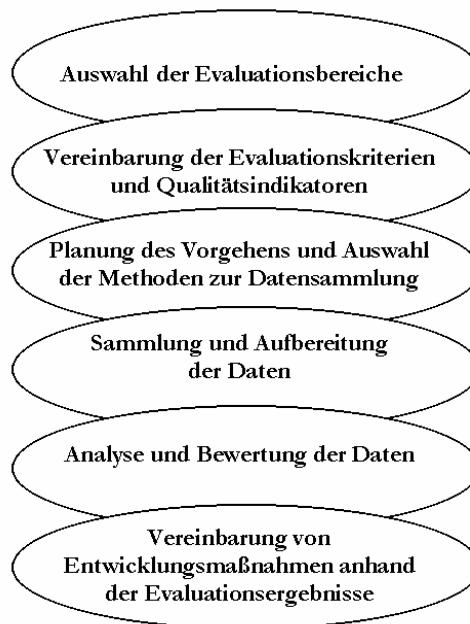 Auswahl der Evaluationsbereiche
Vereinbarung der Evaluationskriterien
und Qualitätsindikatoren
Planung des Vorgehens und Auswahl
der Methoden zur Datensammlung
Sammlung und Aufbereitung
der Daten
Analyse und Bewertung der Daten
Vereinbarung von
Entwicklungsmaßnahmen anhand
der Evaluationsergebnisse